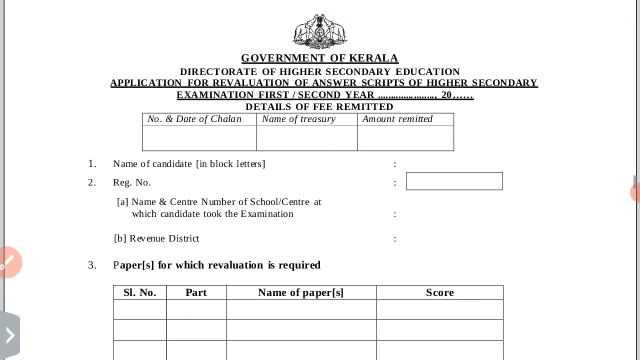 GOVERNMENT OF KERALA
DIRECTORATE OF HIGHER SECONDARY EDUCATION
APPLICATION FOR REVALUATION OF ANSWER SCRIPTS OF HIGHER SECONDARY
EXAMINATION FIRST / SECOND YEAR ......................, 20……
DETAILS OF FEE REMITTED
No. & Date of Chalan Name of treasury Amount remitted
1. Name of candidate [in block letters] :
2. Reg. No. :
[a] Name & Centre Number of School/Centre at
which candidate took the Examination :
[b] Revenue District :
3. Paper[s] for which revaluation is required
Sl. No. Part Name of paper[s] Score